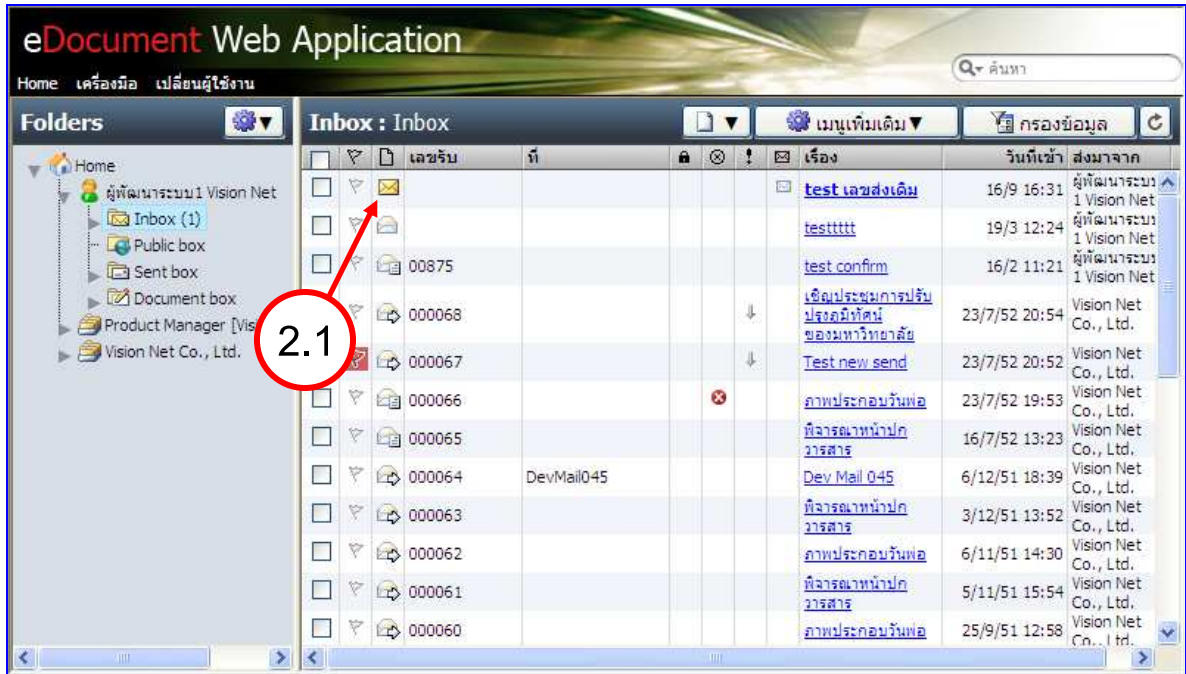 eDocument Web Application
Home เครื่องมือ เปลี่ยนผู้ใช้งาน
ค้นหา
Folders
Inbox : Inbox
เมนูเพิ่มเติม
กรองข้อมูล
Home
ผู้พัฒนาระบบ1 Vision Net
Inbox (1)
Public box
Sent box
Document box
Product Manager [Vis
Vision Net Co., Ltd.
2.1
เลขรับ ที่ เรื่อง วันที่เข้า ส่งมาจาก
test เลขส่งเดิม 16/9 16:31 ผู้พัฒนาระบบ
1 Vision Net
testtttt 19/3 12:24 ผู้พัฒนาระบบ
1 Vision Net
00875 test confirm 16/2 11:21 ผู้พัฒนาระบบ
1 Vision Net
000068 เชิญประชุมการปรับ
ปรุงภูมิทัศน์
ของมหาวิทยาลัย 23/7/52 20:54 Vision Net
Co., Ltd.
000067 Test new send 23/7/52 20:52 Vision Net
Co., Ltd.
000066 ภาพประกอบวันพ่อ 23/7/52 19:53 Vision Net
Co., Ltd.
000065 พิจารณาหน้าปก
วารสาร 16/7/52 13:23 Vision Net
Co., Ltd.
000064 DevMail045 Dev Mail 045 6/12/51 18:39 Vision Net
Co., Ltd.
000063 พิจารณาหน้าปก
วารสาร 3/12/51 13:52 Vision Net
Co., Ltd.
000062 ภาพประกอบวันพ่อ 6/11/51 14:30 Vision Net
Co., Ltd.
000061 พิจารณาหน้าปก
วารสาร 5/11/51 15:54 Vision Net
Co., Ltd.
000060 ภาพประกอบวันพ่อ 25/9/51 12:58 Vision Net
Co., Ltd.